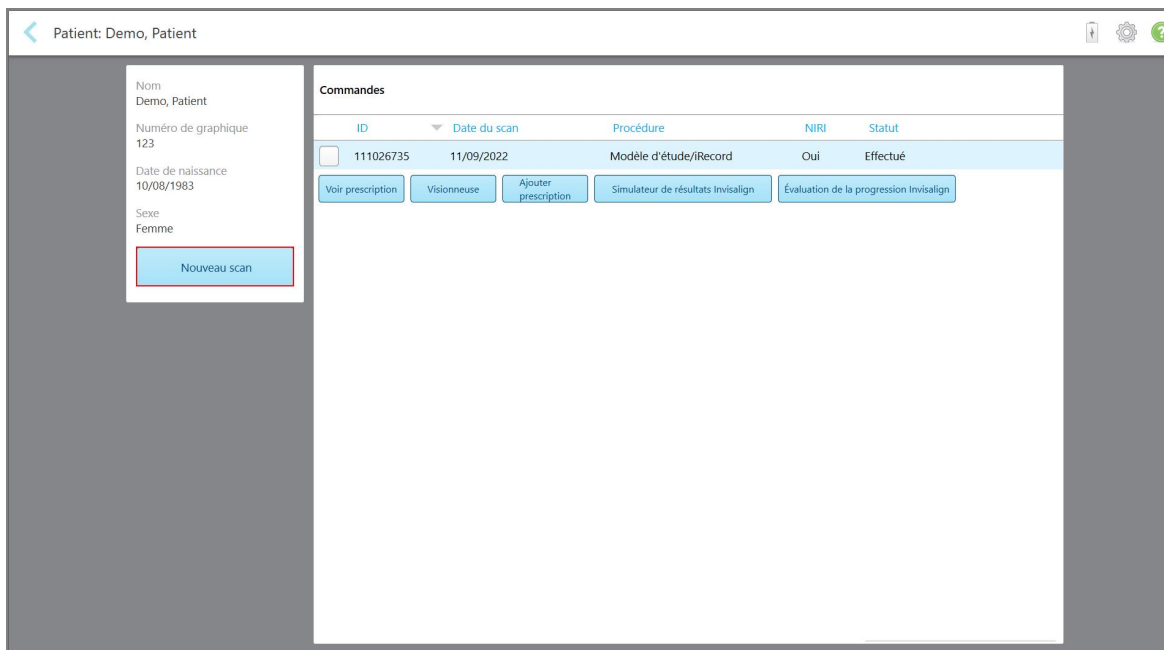 Patient: Demo, Patient
?
Nom
Demo, Patient
Numéro de graphique
123
Date de naissance
10/08/1983
Sexe
Femme
Nouveau scan
Commandes
ID Date du scan Procédure NIRI Statut
111026735 11/09/2022 Modèle d'étude/iRecord Oui Effectué
Voir prescription
Visionneuse
Ajouter
prescription
Simulateur de résultats Invisalign
Évaluation de la progression Invisalign